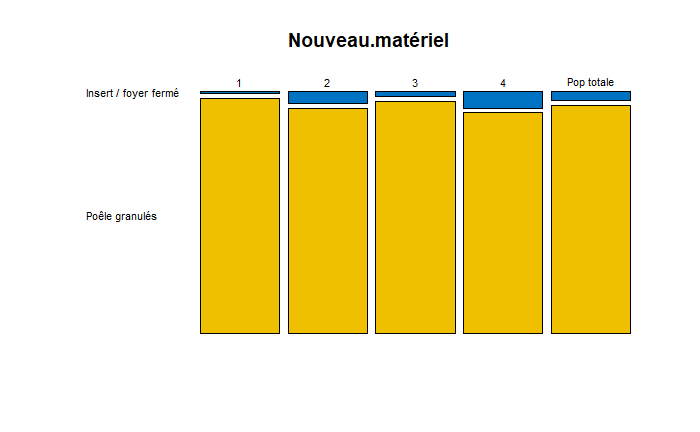 Nouveau.matériel
1 2 3 4 Pop totale
Insert / foyer fermé
Poêle granulés